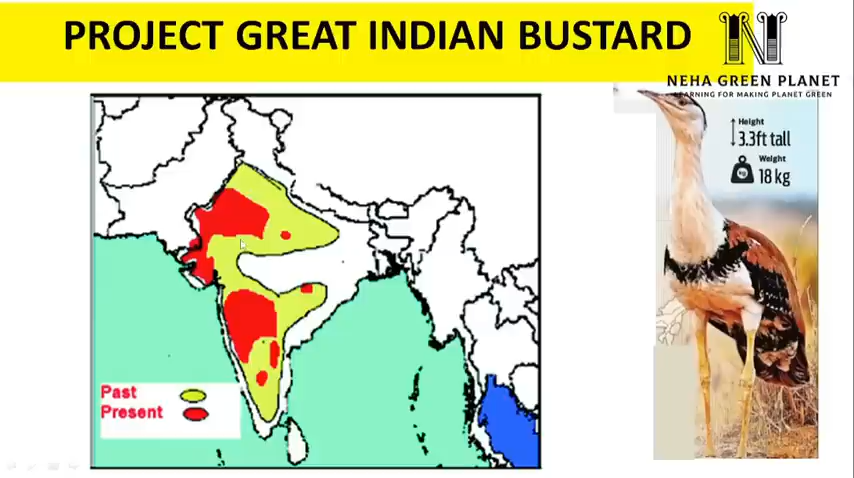 PROJECT GREAT INDIAN BUSTARD
N
NEHA GREEN PLANET
LEARNING FOR MAKING PLANET GREEN
Height
3.3ft tall
Weight
kg
18 kg
Past
Present